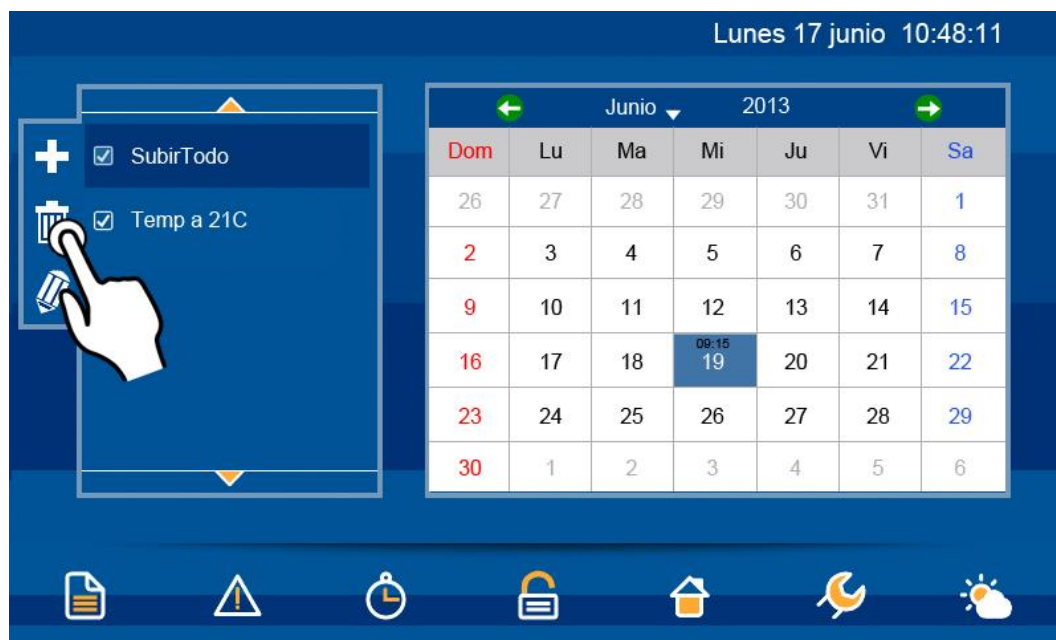 Lunes 17 junio 10:48:11
SubirTodo
Temp a 21C
Junio 2013
Dom Lu Ma Mi Ju Vi Sa
26 27 28 29 30 31 1
2 3 4 5 6 7 8
9 10 11 12 13 14 15
09:15
16 17 18 19 20 21 22
23 24 25 26 27 28 29
30 1 2 3 4 5 6